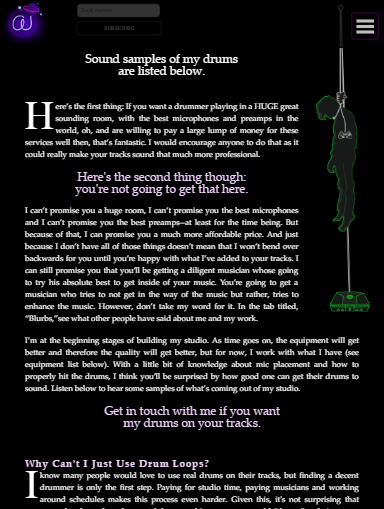 SUBSCRIBE
Sound samples of my drums
are listed below.
Here's the first thing: If you want a drummer playing in a HUGE great
sounding room, with the best microphones and preamps in the
world, oh, and are willing to pay a large lump of money for these
services well then, that's fantastic. I would encourage anyone to do that as it
could really make your tracks sound that much more professional.
Here's the second thing though:
you're not going to get that here.
I can't promise you a huge room, I can't promise you the best microphones
and I can't promise you the best preamps–at least for the time being. But
because of that, I can promise you a much more affordable price. And just
because I don't have all of those things doesn't mean that I won't bend over
backwards for you until you're happy with what I've added to your tracks. I
can still promise you that you'll be getting a diligent musician whose going
to try his absolute best to get inside of your music. You're going to get a
musician who tries to not get in the way of the music but rather, tries to
enhance the music. However, don't take my word for it. In the tab titled,
“Blurbs,”see what other people have said about me and my work.
I'm at the beginning stages of building my studio. As time goes on, the equipment will get
better and therefore the quality will get better, but for now, I work with what I have (see
equipment list below). With a little bit of knowledge about mic placement and how to
properly hit the drums, I think you'll be surprised by how good one can get their drums to
sound. Listen below to hear some samples of what's coming out of my studio.
Get in touch with me if you want
my drums on your tracks.
Why Can't I Just Use Drum Loops?
I know many people would love to use real drums on their tracks, but finding a decent
drummer is only the first step. Paying for studio time, paying musicians and working
around schedules makes this process even harder. Given this, it's not surprising that